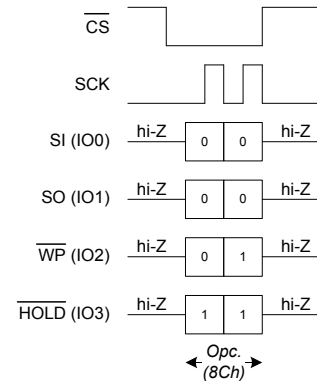 CS
SCK
hi-Z hi-Z
SI (IO0) 0 0
hi-Z hi-Z
SO (IO1) 0 0
hi-Z hi-Z
WP (IO2) 0 1
hi-Z hi-Z
HOLD (IO3) 1 1
Opc.
(8Ch)